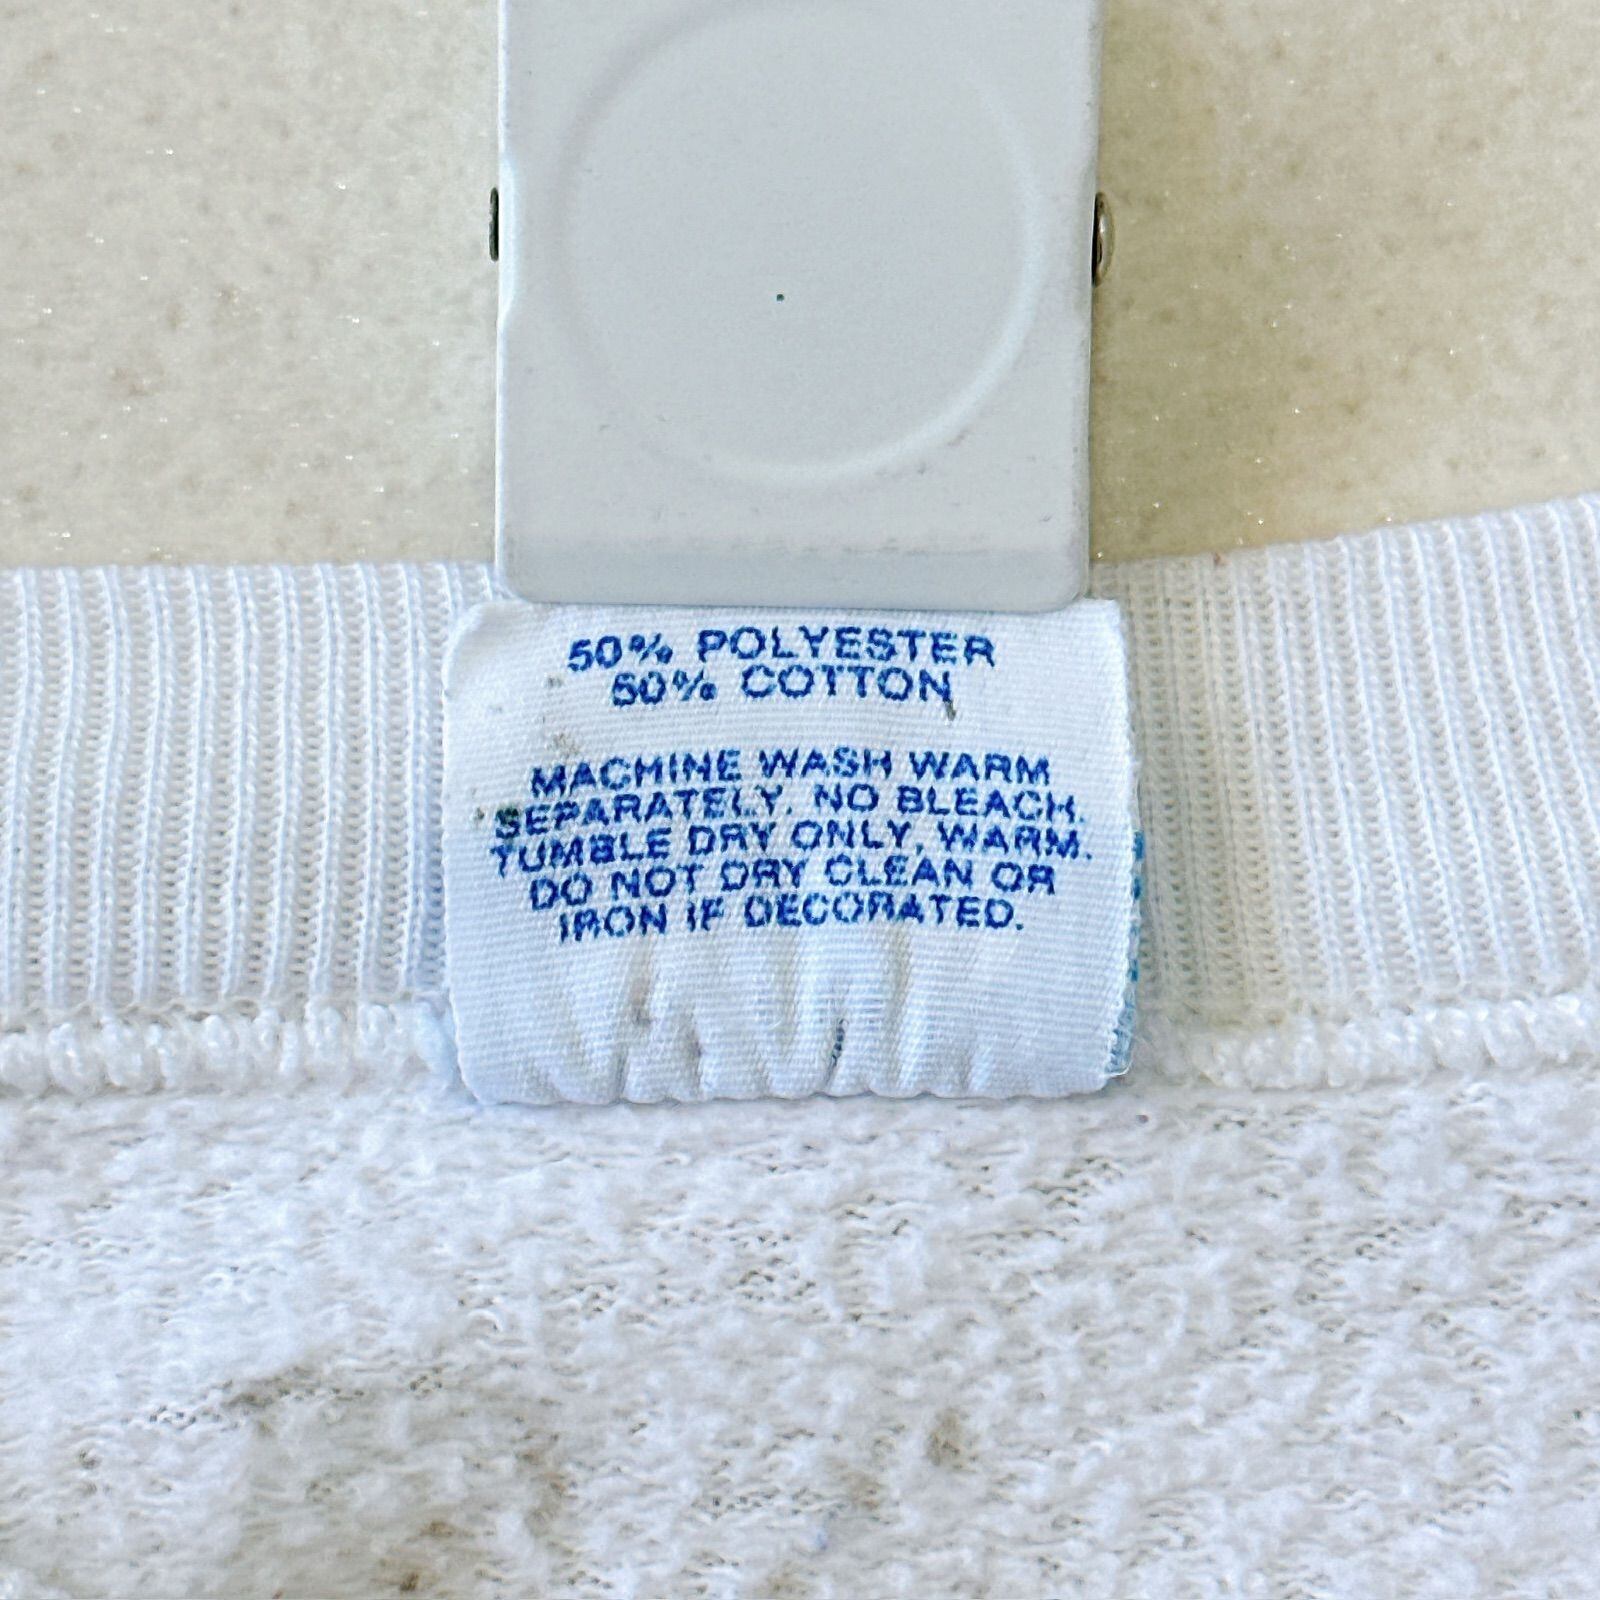 50% POLYESTER
50% COTTON
MACHINE WASH WARM
SEPARATELY. NO BLEACH.
TUMBLE DRY ONLY, WARM.
DO NOT DRY CLEAN OR
IRON IF DECORATED.